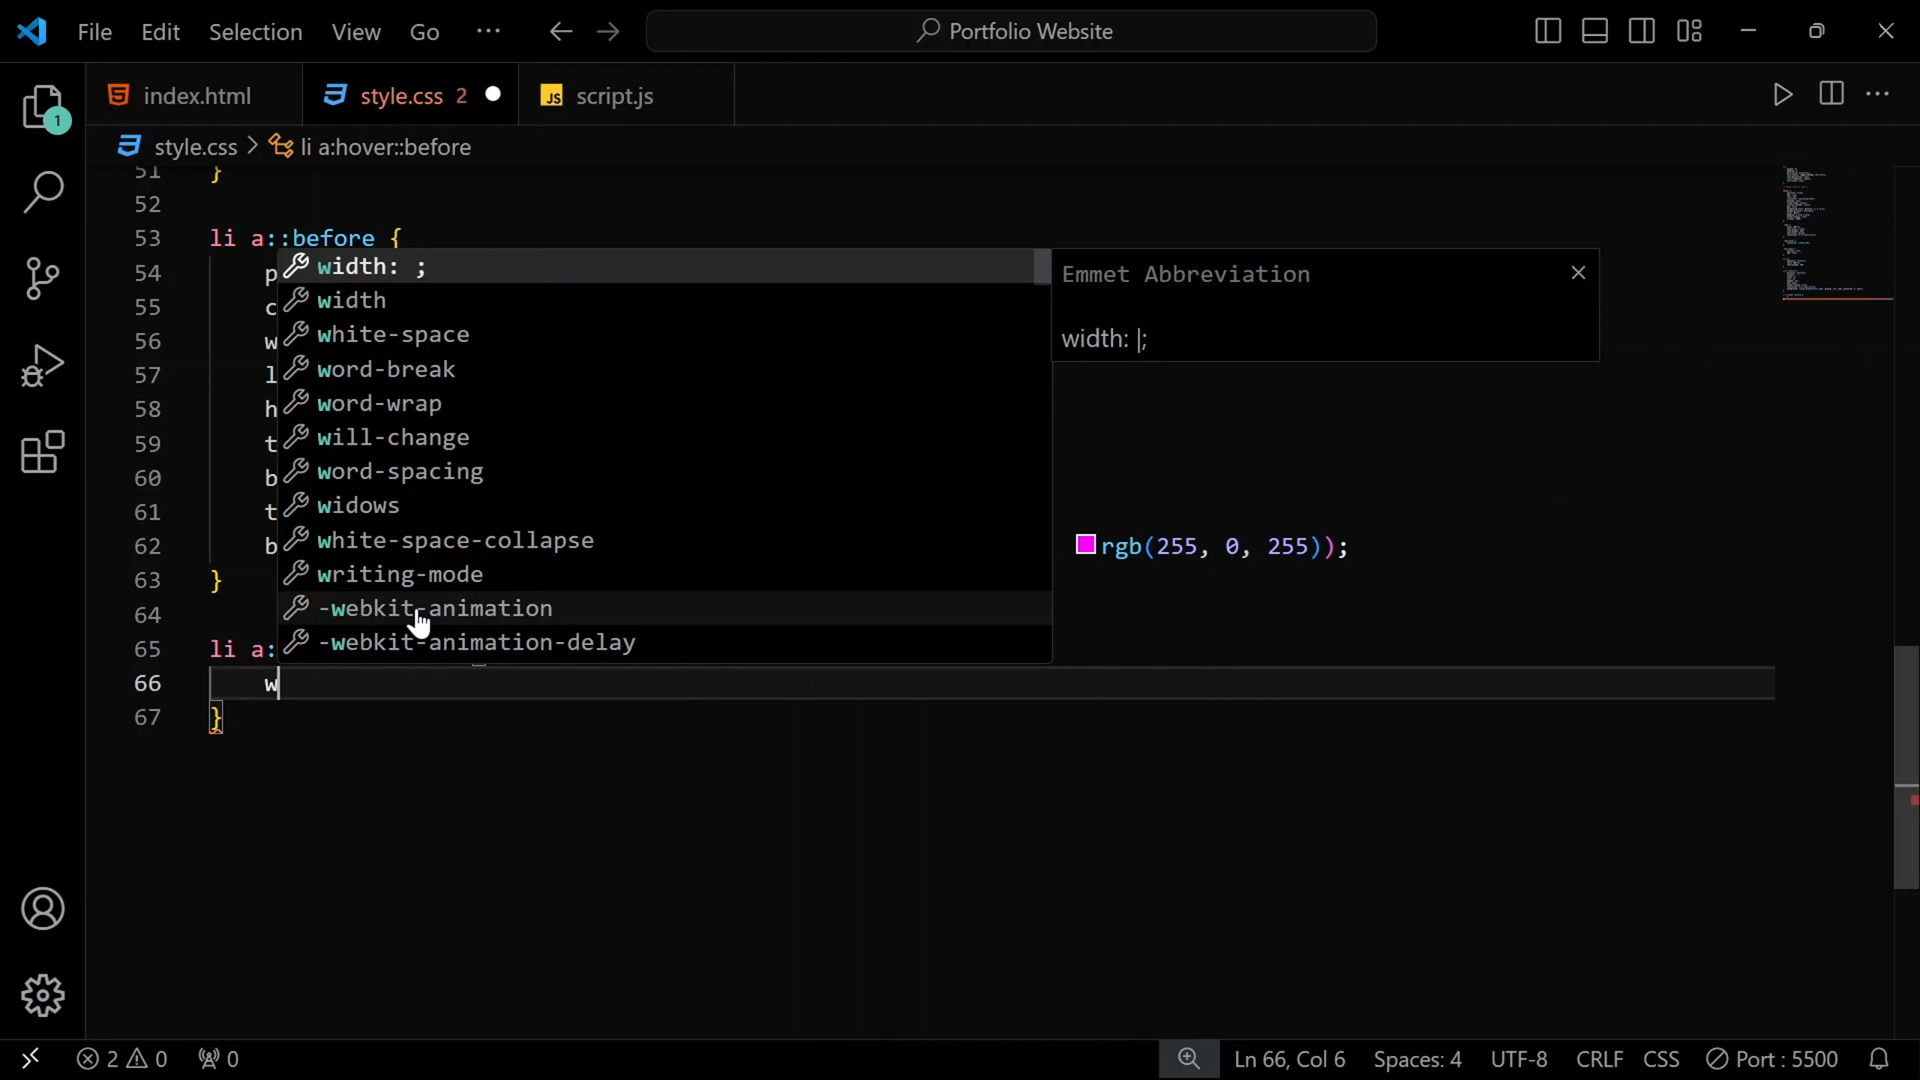 File Edit Selection View Go ··· Portfolio Website
1
index.html style.css 2 JS script.js
style.css > li a:hover::before
51 }
52
53 li a::before {
54 p
55 c
56 w
57 l
58 h
59 t
60 b
61 t
62 b rgb(255, 0, 255));
63 }
64
65 li a:
66 w
67 }
width: ;
width
white-space
word-break
word-wrap
will-change
word-spacing
widows
white-space-collapse
writing-mode
-webkit-animation
-webkit-animation-delay
Emmet Abbreviation
width: |;
2 0 0 Ln 66, Col 6 Spaces: 4 UTF-8 CRLF CSS Port : 5500